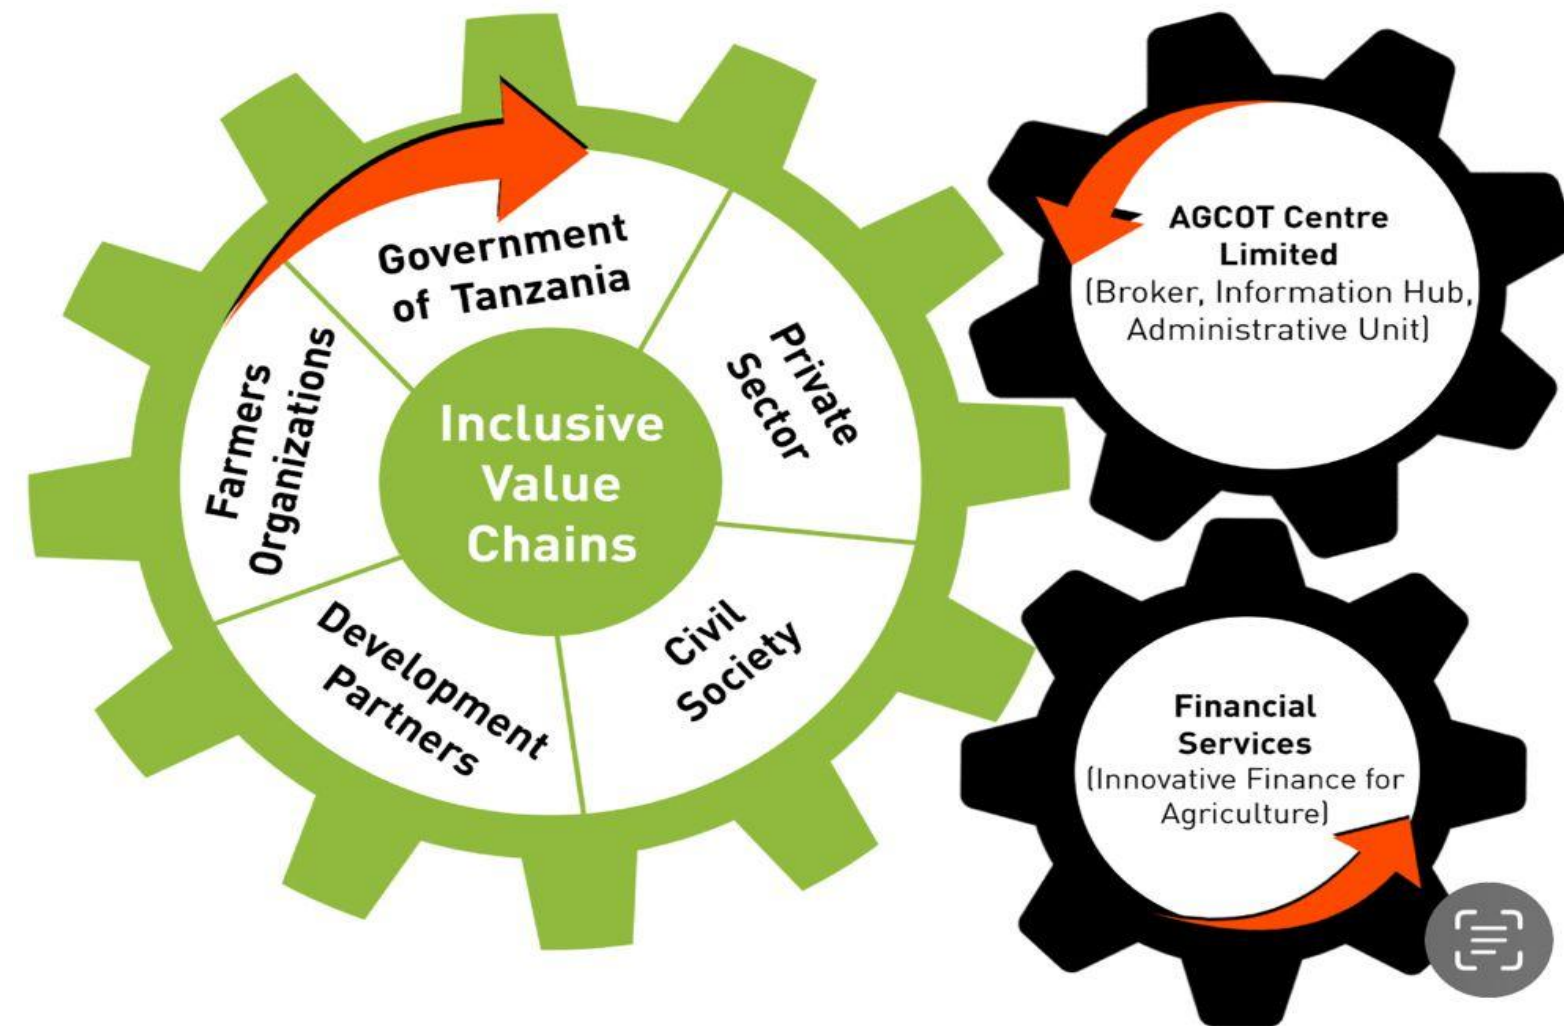 Government
of Tanzania
Private
Sector
Civil
Society
Development
Partners
Farmers
Organizations
Inclusive
Value
Chains
AGCOT Centre
Limited
(Broker, Information Hub,
Administrative Unit)
Financial
Services
(Innovative Finance for
Agriculture)